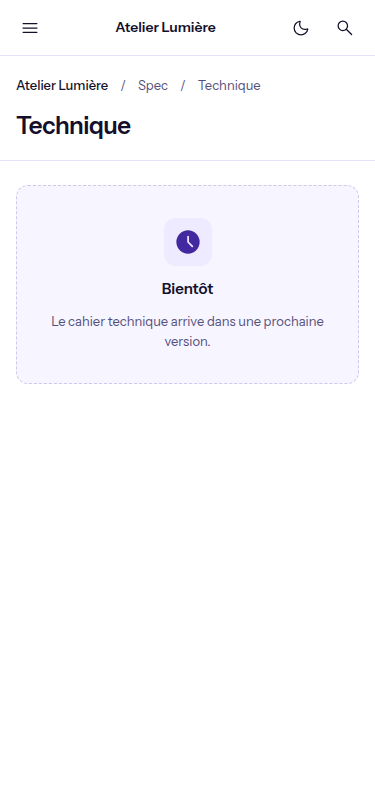 Atelier Lumière
Atelier Lumière / Spec / Technique
Technique
Bientôt
Le cahier technique arrive dans une prochaine
version.